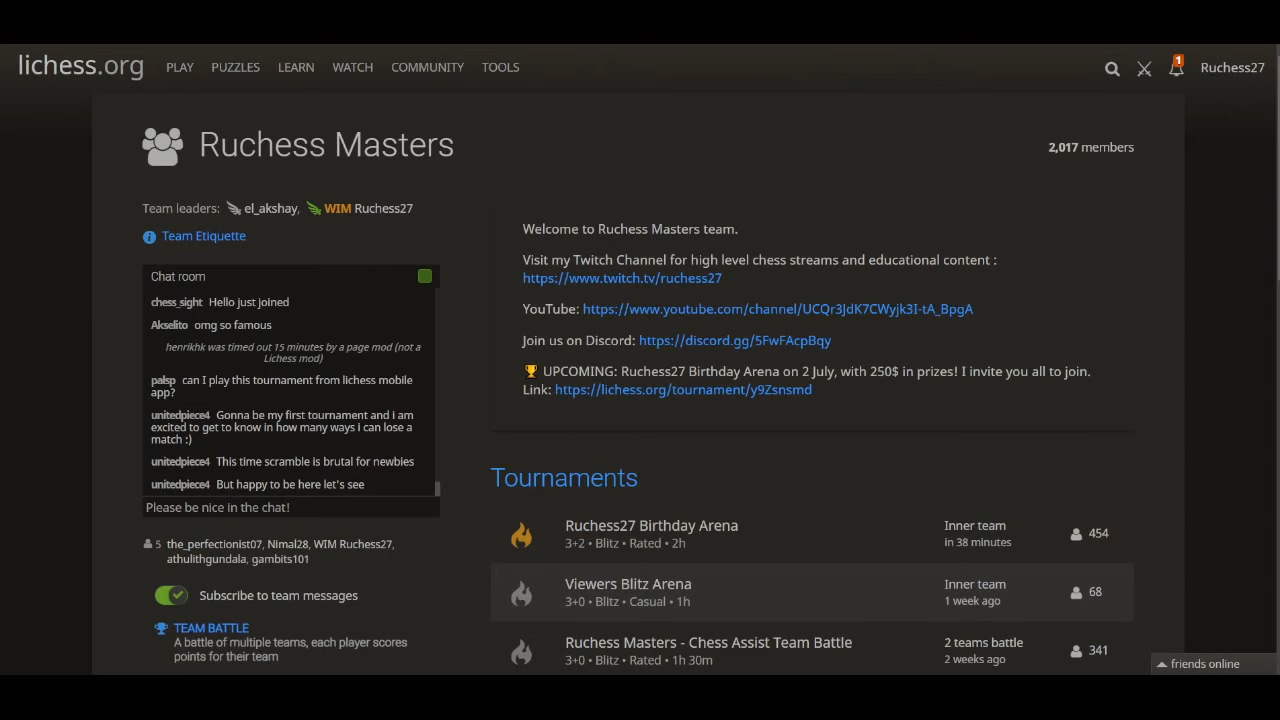 lichess.org PLAY PUZZLES LEARN WATCH COMMUNITY TOOLS 1 Ruchess27
Ruchess Masters
2,017 members
Team leaders: el_akshay, WIM Ruchess27
Team Etiquette
Chat room
chess_sight Hello just joined
Akselito omg so famous
henrikhk was timed out 15 minutes by a page mod (not a
Lichess mod)
palsp can I play this tournament from lichess mobile
app?
unitedpiece4 Gonna be my first tournament and i am
excited to get to know in how many ways i can lose a
match :)
unitedpiece4 This time scramble is brutal for newbies
unitedpiece4 But happy to be here let's see
Please be nice in the chat!
5 the_perfectionist07, Nimal28, WIM Ruchess27,
athulithgundala, gambits101
Subscribe to team messages
TEAM BATTLE
A battle of multiple teams, each player scores
points for their team
Welcome to Ruchess Masters team.
Visit my Twitch Channel for high level chess streams and educational content :
https://www.twitch.tv/ruchess27
YouTube: https://www.youtube.com/channel/UCQr3JdK7CWyjk3I-tA_BpgA
Join us on Discord: https://discord.gg/5FwFAcpBqy
🏆 UPCOMING: Ruchess27 Birthday Arena on 2 July, with 250$ in prizes! I invite you all to join.
Link: https://lichess.org/tournament/y9Zsnsmd
Tournaments
Ruchess27 Birthday Arena Inner team 454
3+2 • Blitz • Rated • 2h in 38 minutes
Viewers Blitz Arena Inner team 68
3+0 • Blitz • Casual • 1h 1 week ago
Ruchess Masters - Chess Assist Team Battle 2 teams battle 341
3+0 • Blitz • Rated • 1h 30m 2 weeks ago
friends online